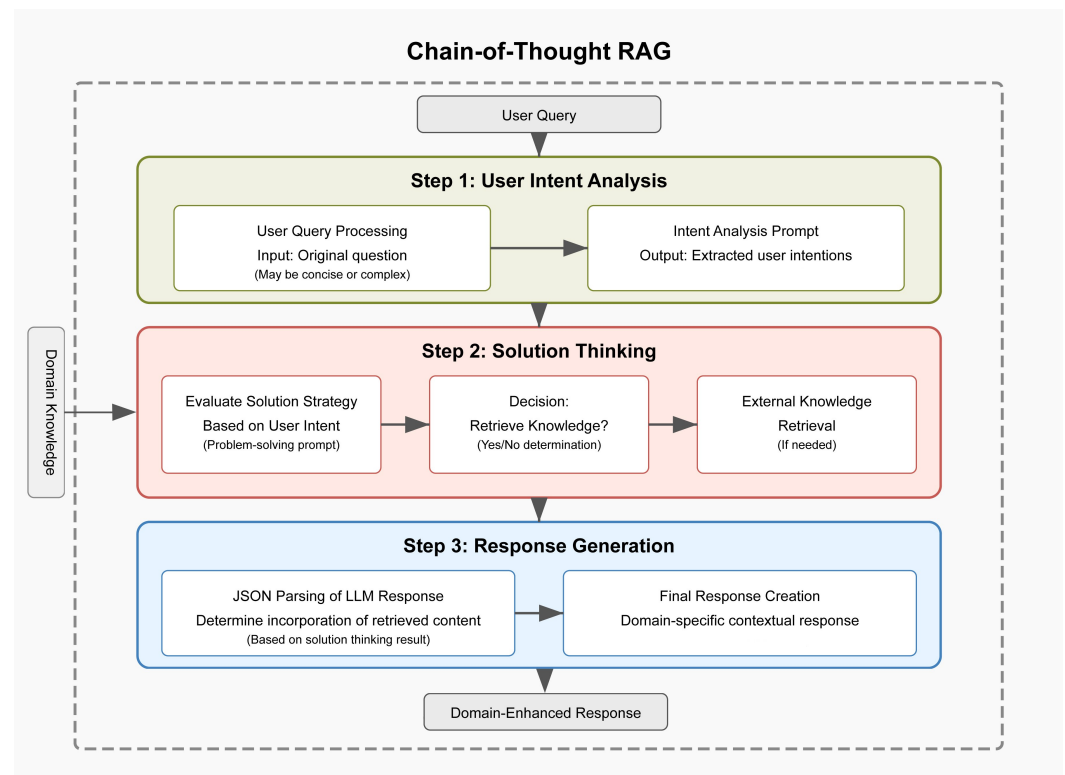 Chain-of-Thought RAG
User Query
Step 1: User Intent Analysis
User Query Processing
Input: Original question
(May be concise or complex)
Intent Analysis Prompt
Output: Extracted user intentions
Domain Knowledge
Step 2: Solution Thinking
Evaluate Solution Strategy
Based on User Intent
(Problem-solving prompt)
Decision:
Retrieve Knowledge?
(Yes/No determination)
External Knowledge
Retrieval
(If needed)
Step 3: Response Generation
JSON Parsing of LLM Response
Determine incorporation of retrieved content
(Based on solution thinking result)
Final Response Creation
Domain-specific contextual response
Domain-Enhanced Response